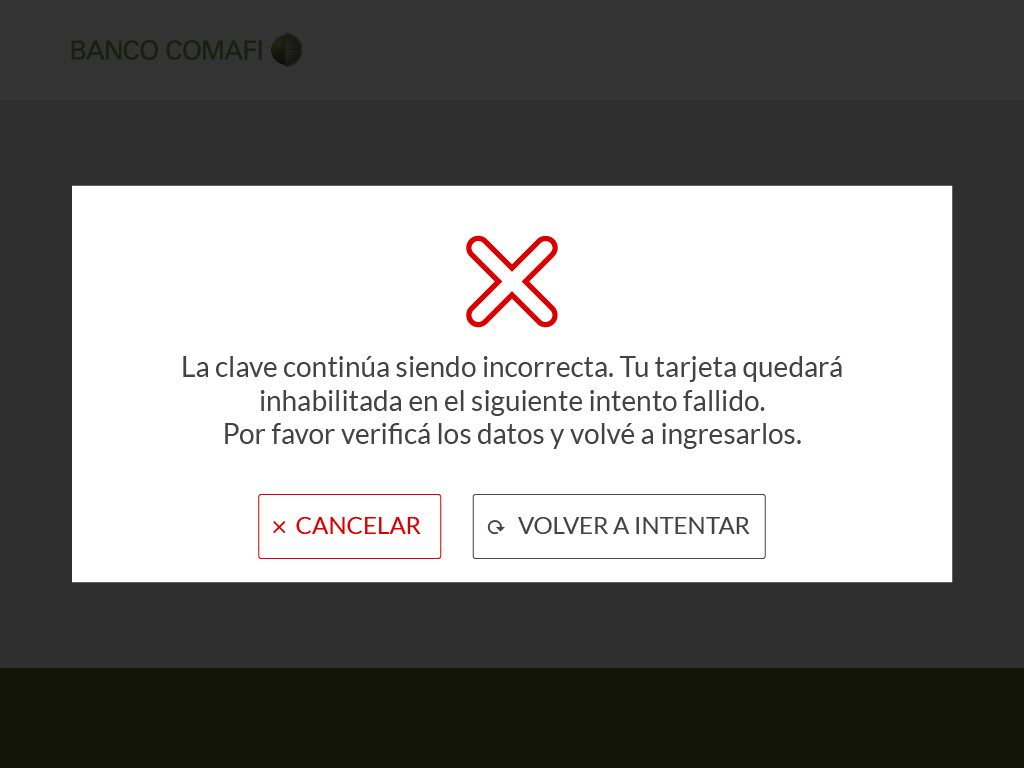 BANCO COMAFI
La clave continúa siendo incorrecta. Tu tarjeta quedará
inhabilitada en el siguiente intento fallido.
Por favor verificá los datos y volvé a ingresarlos.
CANCELAR
VOLVER A INTENTAR